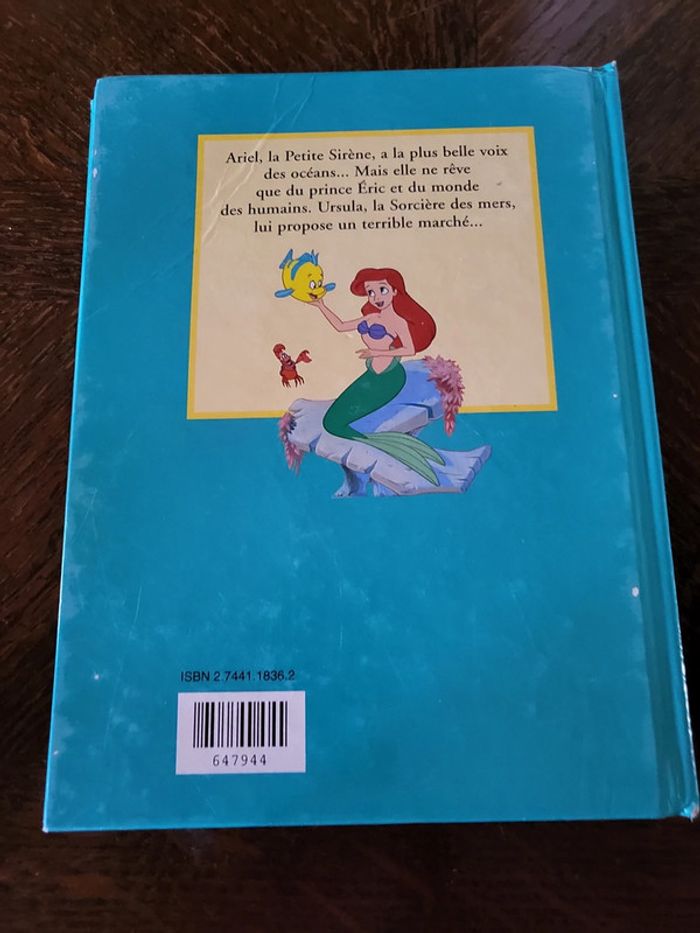 Ariel, la Petite Sirène, a la plus belle voix
des océans... Mais elle ne rêve
que du prince Éric et du monde
des humains. Ursula, la Sorcière des mers,
lui propose un terrible marché...
ISBN 2.7441.1836.2
647944